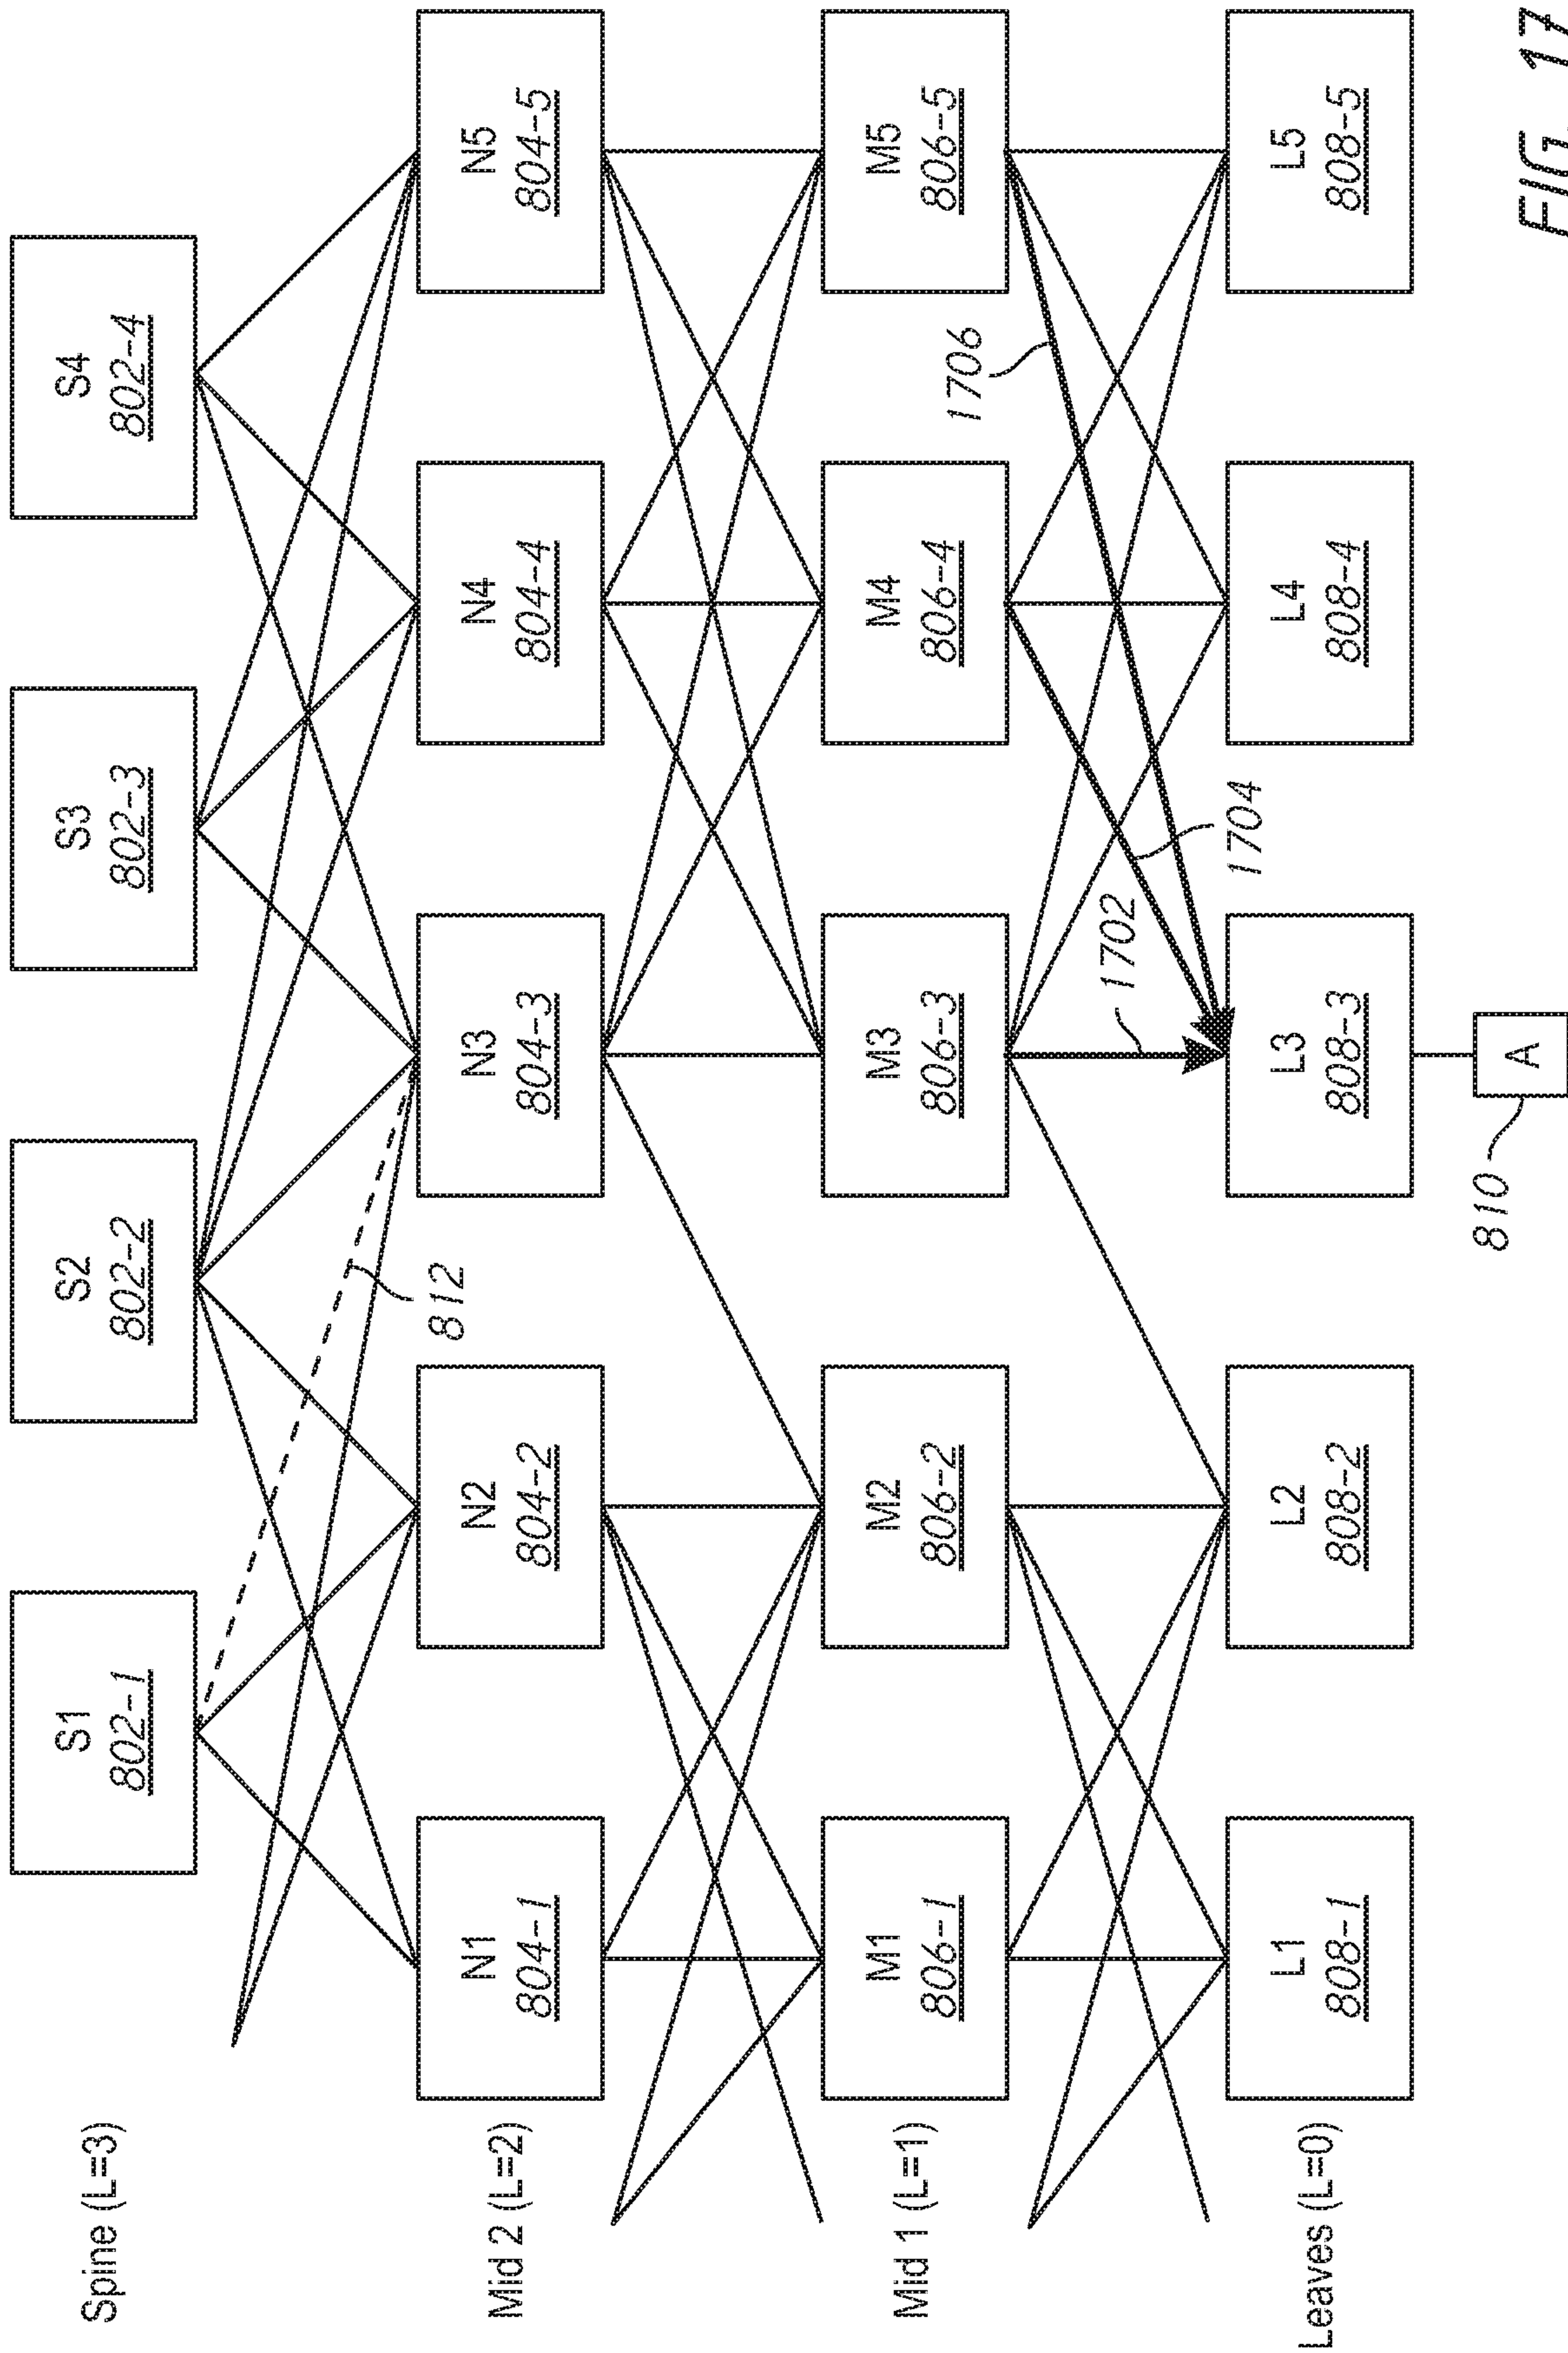 Spine (L=3)
S1
802-1
S2
802-2
S3
802-3
S4
802-4
812
Mid 2 (L=2)
N1
804-1
N2
804-2
N3
804-3
N4
804-4
N5
804-5
Mid 1 (L=1)
M1
806-1
M2
806-2
M3
806-3
M4
806-4
M5
806-5
1706
1702
1704
Leaves (L=0)
L1
808-1
L2
808-2
L3
808-3
L4
808-4
L5
808-5
810
A
FIG. 17